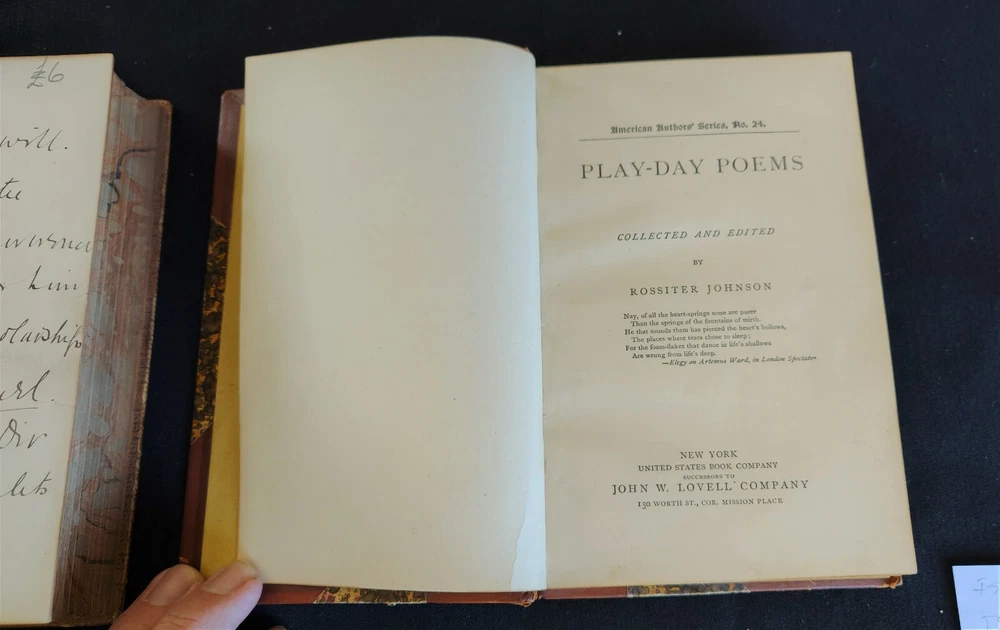 £6
will.
him
American Authors' Series, No. 24.
PLAY-DAY POEMS
COLLECTED AND EDITED
BY
ROSSITER JOHNSON
Nay, of all the heart-springs none are purer
Than the springs of the fountains of mirth.
He that sounds them has pierced the heart's hollows,
The places where tears choose to sleep;
For the foam-flakes that dance in life's shallows
Are wrung from life's deep.
—Elegy on Artemus Ward, in London Spectator.
NEW YORK
UNITED STATES BOOK COMPANY
SUCCESSORS TO
JOHN W. LOVELL COMPANY
150 WORTH ST., COR. MISSION PLACE